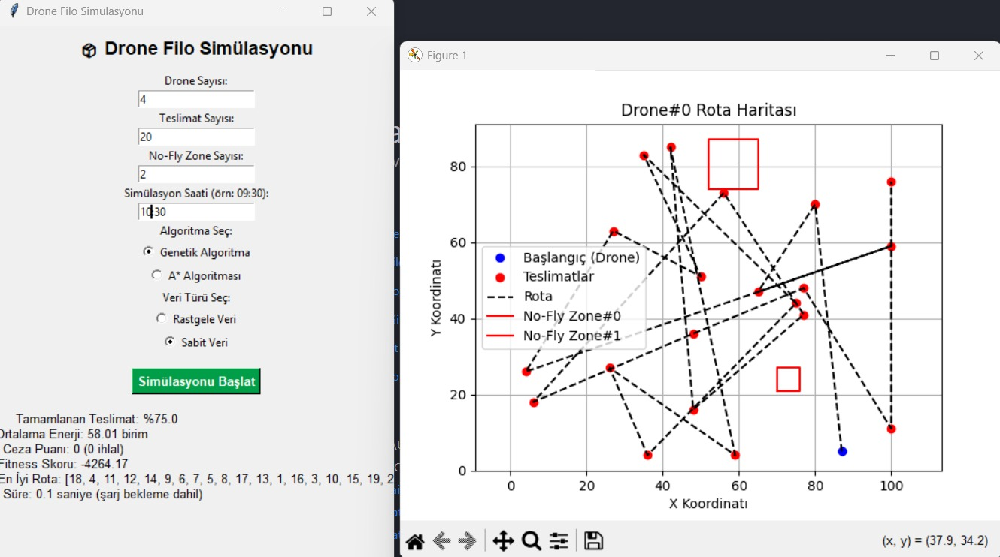 Drone Filo Simülasyonu
Drone Filo Simülasyonu
Drone Sayısı:
4
Teslimat Sayısı:
20
No-Fly Zone Sayısı:
2
Simülasyon Saati (örn: 09:30):
10:30
Algoritma Seç:
Genetik Algoritma
A* Algoritması
Veri Türü Seç:
Rastgele Veri
Sabit Veri
Simülasyonu Başlat
Tamamlanan Teslimat: %75.0
Ortalama Enerji: 58.01 birim
Ceza Puanı: 0 (0 ihlal)
Fitness Skoru: -4264.17
En İyi Rota: [18, 4, 11, 12, 14, 9, 6, 7, 5, 8, 17, 13, 1, 16, 3, 10, 15, 19, 2
Süre: 0.1 saniye (şarj bekleme dahil)
Figure 1
Drone#0 Rota Haritası
Y Koordinatı
80
60
40
20
0
Başlangıç (Drone)
Teslimatlar
Rota
No-Fly Zone#0
No-Fly Zone#1
0 20 40 60 80 100
X Koordinatı
(x, y) = (37.9, 34.2)